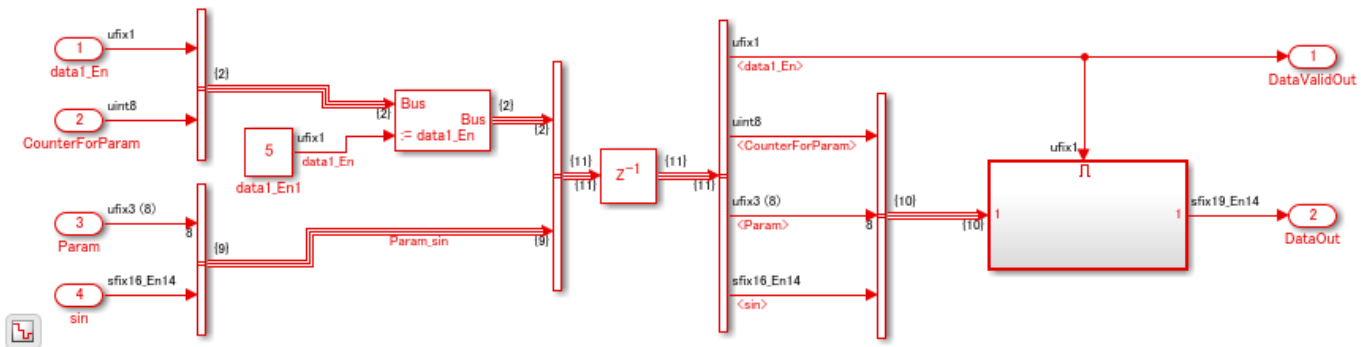 1
ufix1
data1_En
2
uint8
CounterForParam
{2}
{2}
5
ufix1
data1_En
data1_En1
Bus
:= data1_En
Bus
{2}
{2}
3
ufix3 (8)
8
Param
4
sfix16_En14
sin
{9}
Param_sin
{9}
{11}
{11}
Z⁻¹
{11}
{11}
ufix1
<data1_En>
uint8
<CounterForParam>
ufix3 (8)
<Param>
8
sfix16_En14
<sin>
{10}
{10}
ufix1
1
1
sfix19_En14
1
DataValidOut
2
DataOut